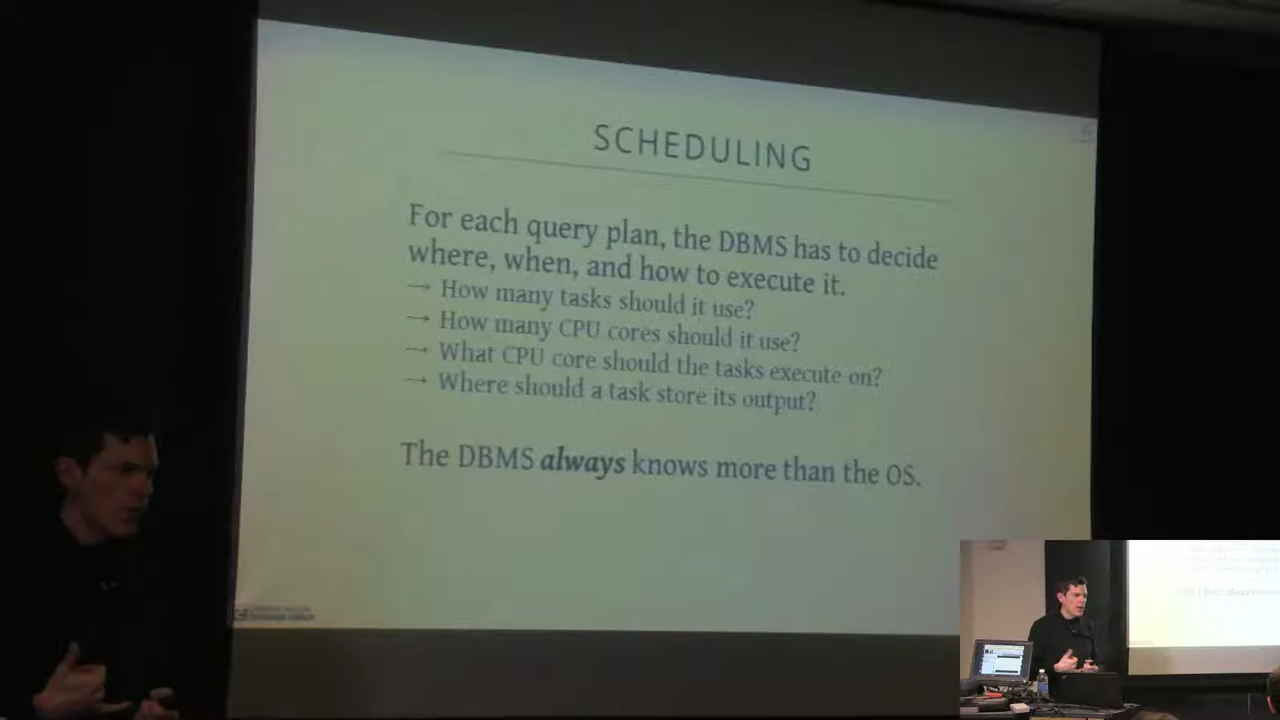 SCHEDULING
For each query plan, the DBMS has to decide
where, when, and how to execute it.
→ How many tasks should it use?
→ How many CPU cores should it use?
→ What CPU core should the tasks execute on?
→ Where should a task store its output?
The DBMS always knows more than the OS.